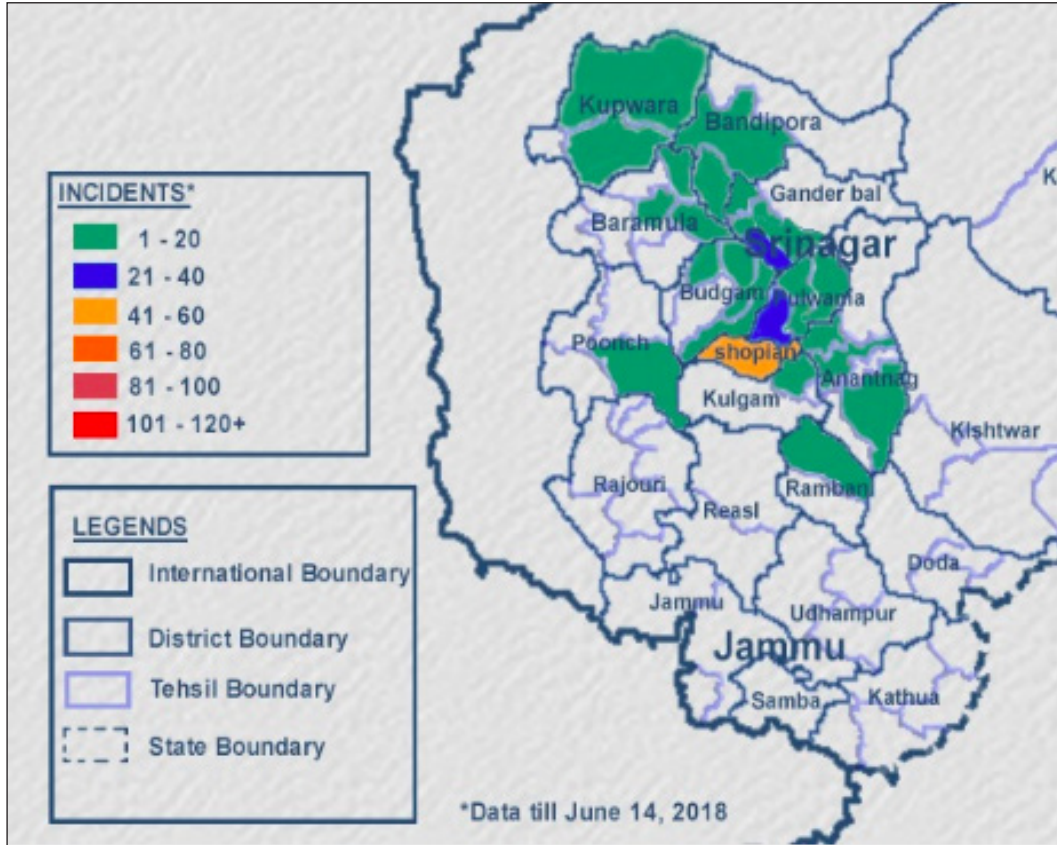 Kupwara
Bandipora
K
Gander bal
Baramula
Srinagar
Budgam
Pulwama
Poonch
shopian
Anantnag
Kulgam
Kishtwar
Rajouri
Reasi
Ramban
Doda
Jammu
Udhampur
Jammu
Samba
Kathua
INCIDENTS*
1 - 20
21 - 40
41 - 60
61 - 80
81 - 100
101 - 120+
LEGENDS
International Boundary
District Boundary
Tehsil Boundary
State Boundary
*Data till June 14, 2018